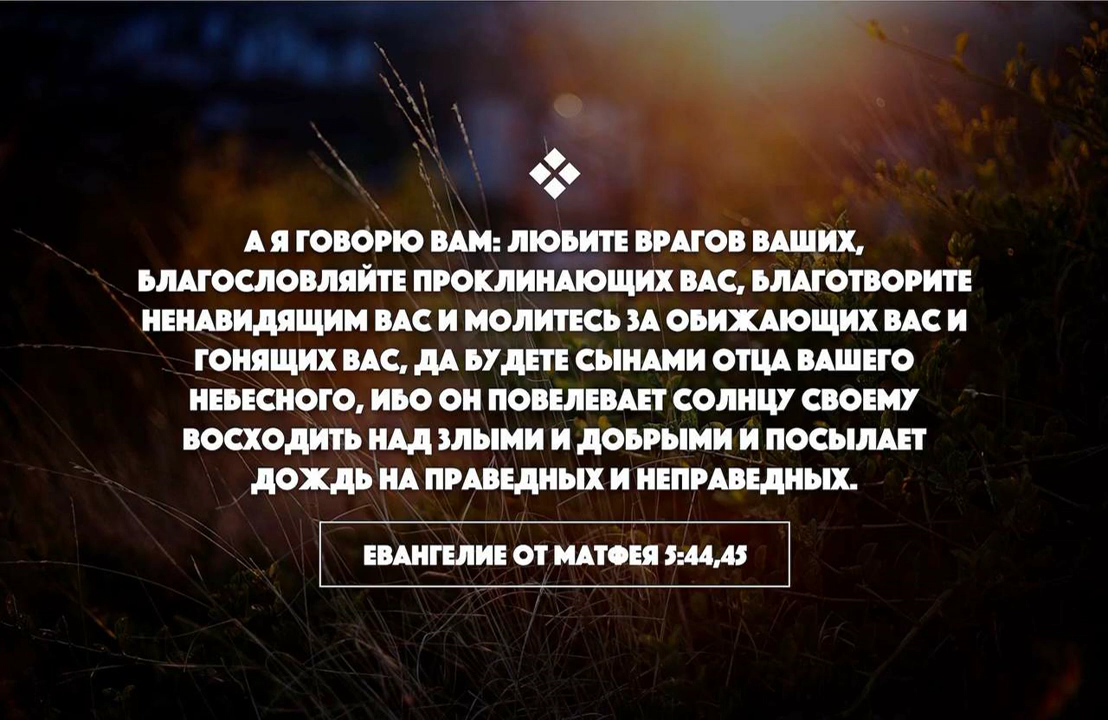 А Я ГОВОРЮ ВАМ: ЛЮБИТЕ ВРАГОВ ВАШИХ,
БЛАГОСЛОВЛЯЙТЕ ПРОКЛИНАЮЩИХ ВАС, БЛАГОТВОРИТЕ
НЕНАВИДЯЩИМ ВАС И МОЛИТЕСЬ ЗА ОБИЖАЮЩИХ ВАС И
ГОНЯЩИХ ВАС, ДА БУДЕТЕ СЫНАМИ ОТЦА ВАШЕГО
НЕБЕСНОГО, ИБО ОН ПОВЕЛЕВАЕТ СОЛНЦУ СВОЕМУ
ВОСХОДИТЬ НАД ЗЛЫМИ И ДОБРЫМИ И ПОСЫЛАЕТ
ДОЖДЬ НА ПРАВЕДНЫХ И НЕПРАВЕДНЫХ.
ЕВАНГЕЛИЕ ОТ МАТФЕЯ 5:44,45